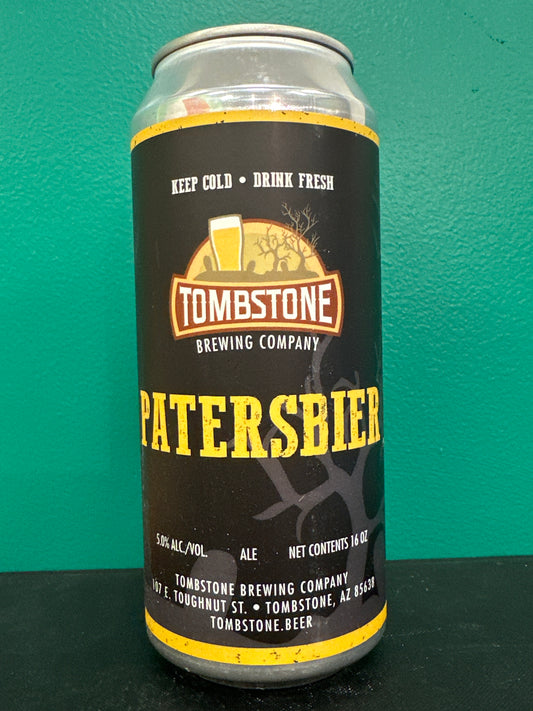 KEEP COLD • DRINK FRESH
TOMBSTONE
BREWING COMPANY
PATERSBIER
5.0% ALC./VOL. ALE NET CONTENTS 16 OZ
TOMBSTONE BREWING COMPANY
107 E. TOUGHNUT ST. • TOMBSTONE, AZ 85638
TOMBSTONE.BEER